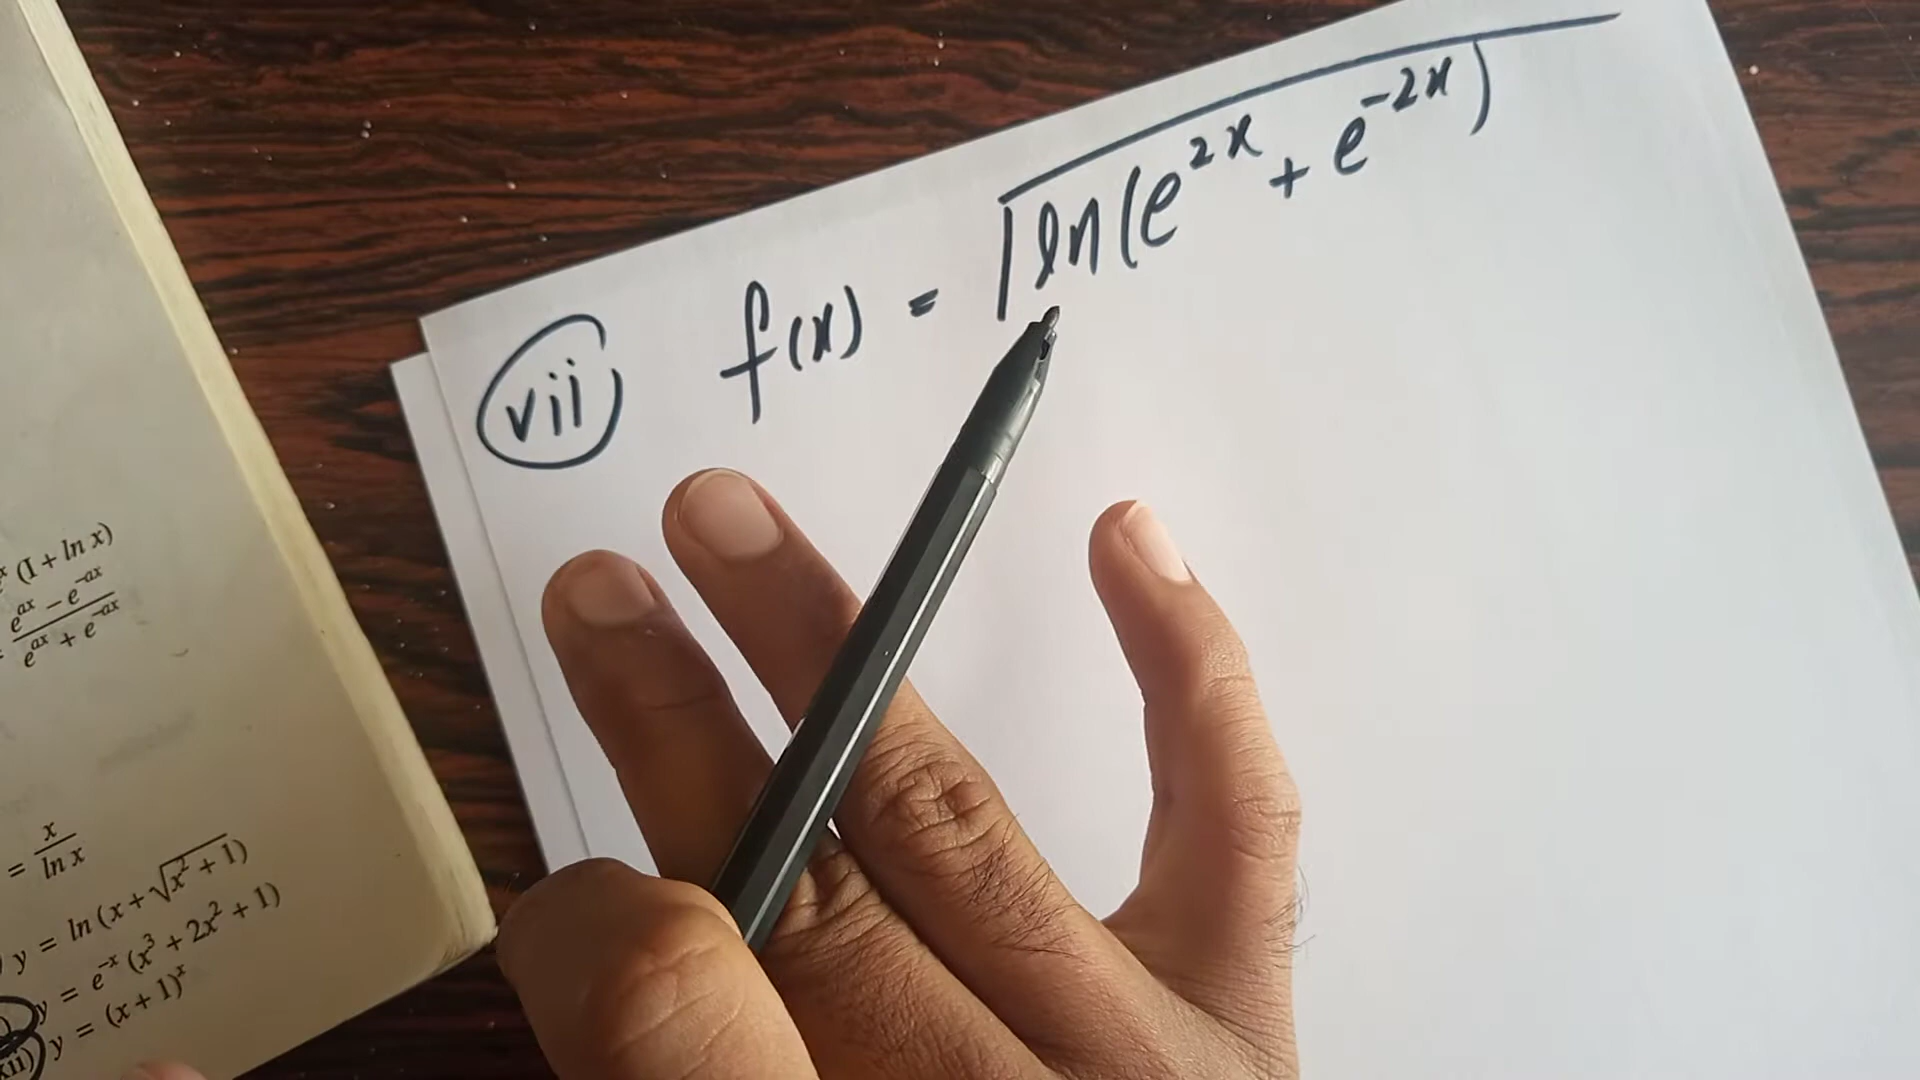 (vii) f(x) = √ln(e^{2x} + e^{-2x})
(1 + ln x)
e^{ax} − e^{-ax}
e^{ax} + e^{-ax}
= x / ln x
y = ln (x + √x² + 1)
y = e^{-x} (x³ + 2x² + 1)
y = (x + 1)^x